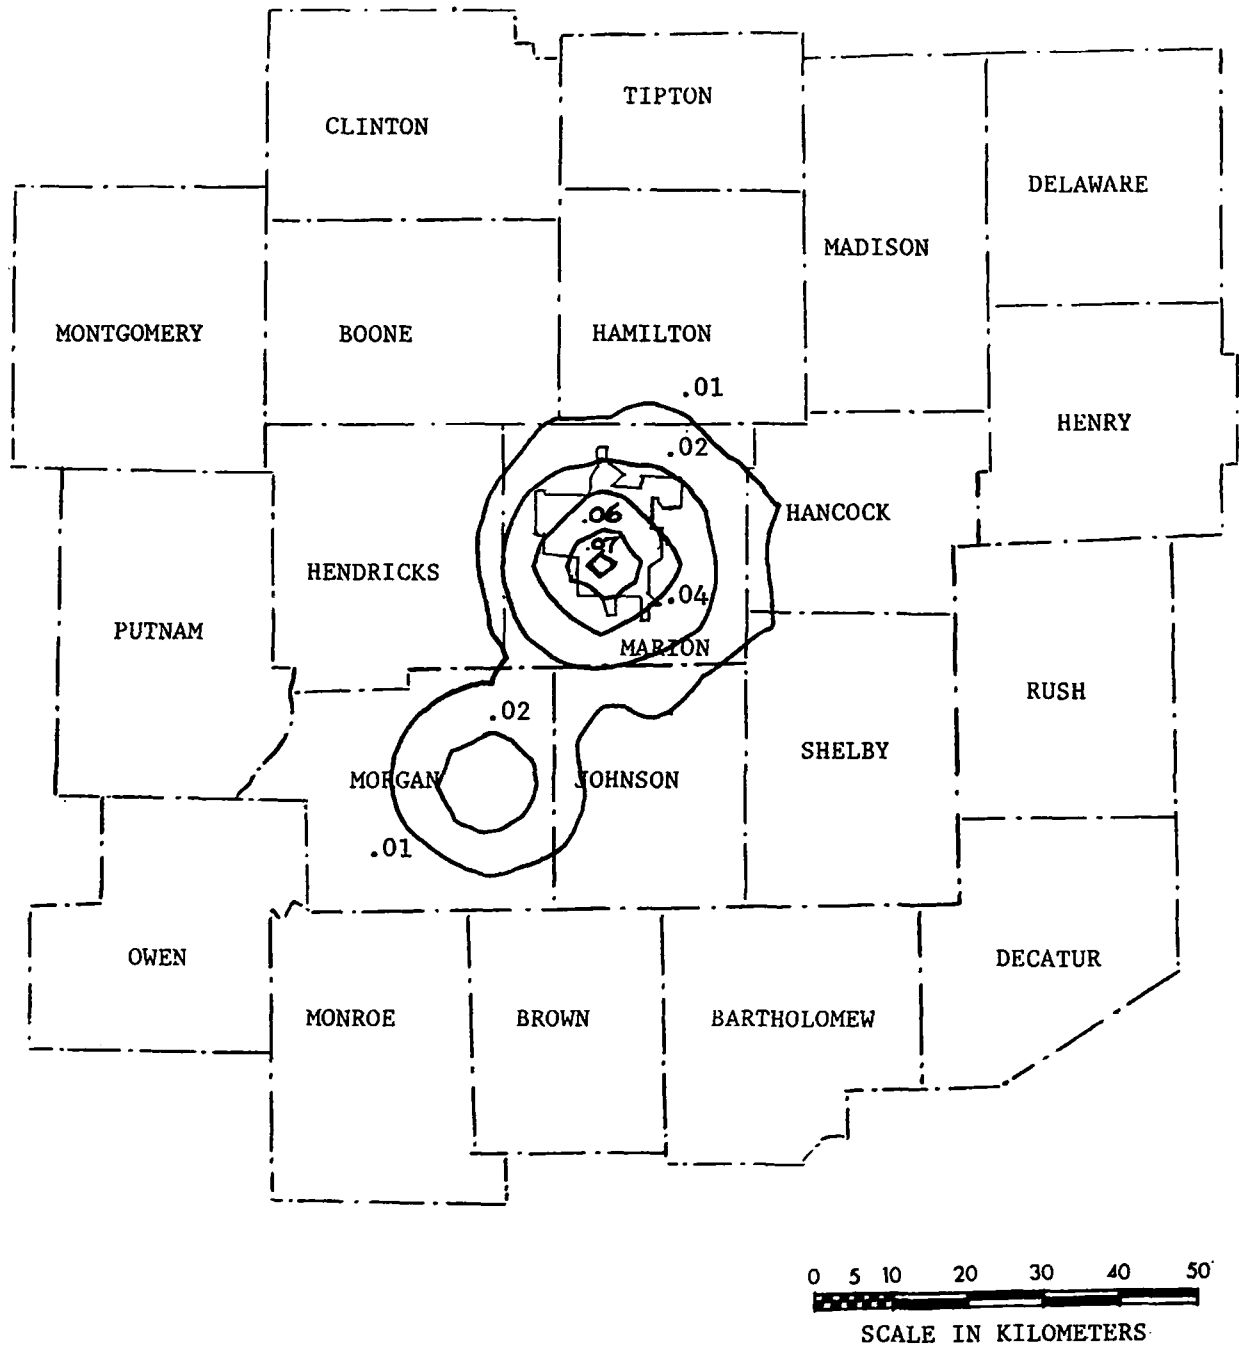 TIPTON
CLINTON
DELAWARE
MADISON
MONTGOMERY
BOONE
HAMILTON
.01
HENRY
.02
HANCOCK
.06
.07
HENDRICKS
.04
PUTNAM
MARION
RUSH
.02
SHELBY
MORGAN
JOHNSON
.01
OWEN
DECATUR
MONROE
BROWN
BARTHOLOMEW
0 5 10 20 30 40 50
SCALE IN KILOMETERS